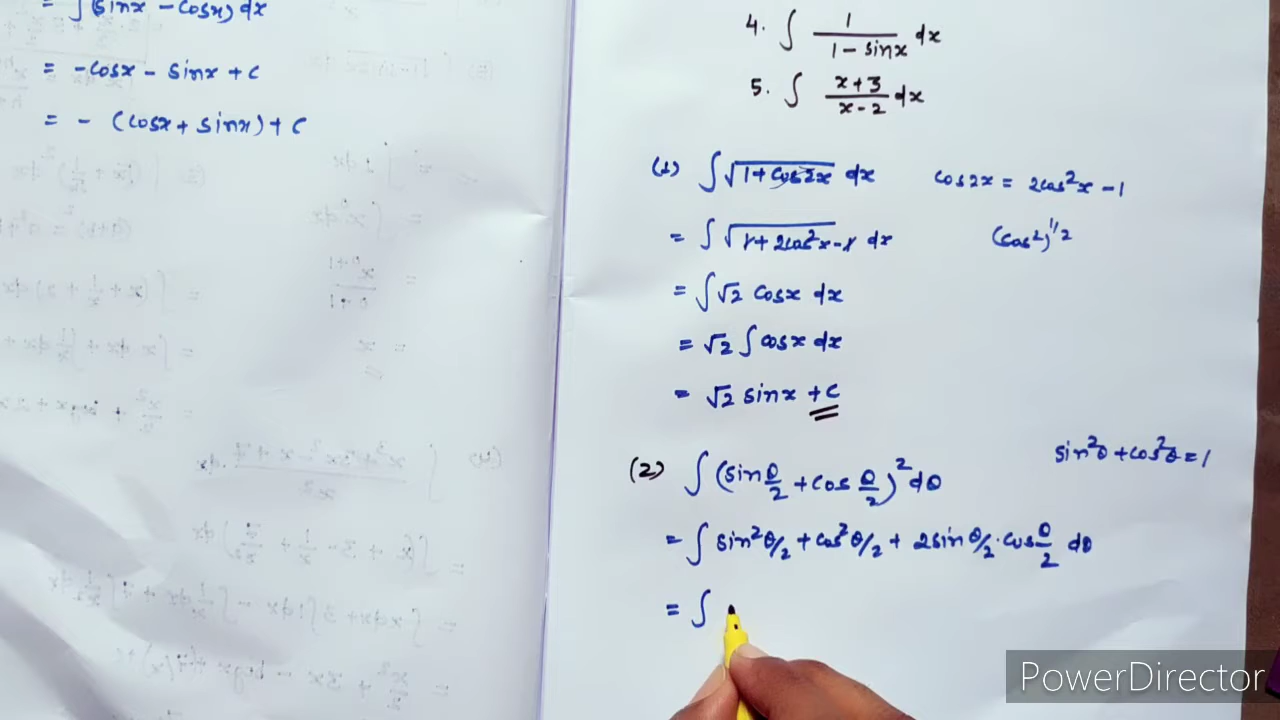 = ∫(sinx - cosx) dx
= -cosx - sinx + c
= - (cosx + sinx) + c
4. ∫ 1/(1 - sinx) dx
5. ∫ (x+3)/(x-2) dx
(1) ∫√(1+cos2x) dx   cos2x = 2cos²x - 1
= ∫√(1+2cos²x-1) dx   (cos²)^1/2
= ∫√2 cosx dx
= √2 ∫cosx dx
= √2 sinx + c
sin²θ + cos²θ = 1
(2) ∫(sin θ/2 + cos θ/2)² dθ
= ∫ sin²θ/2 + cos²θ/2 + 2sinθ/2 · cos θ/2 dθ
= ∫
PowerDirector